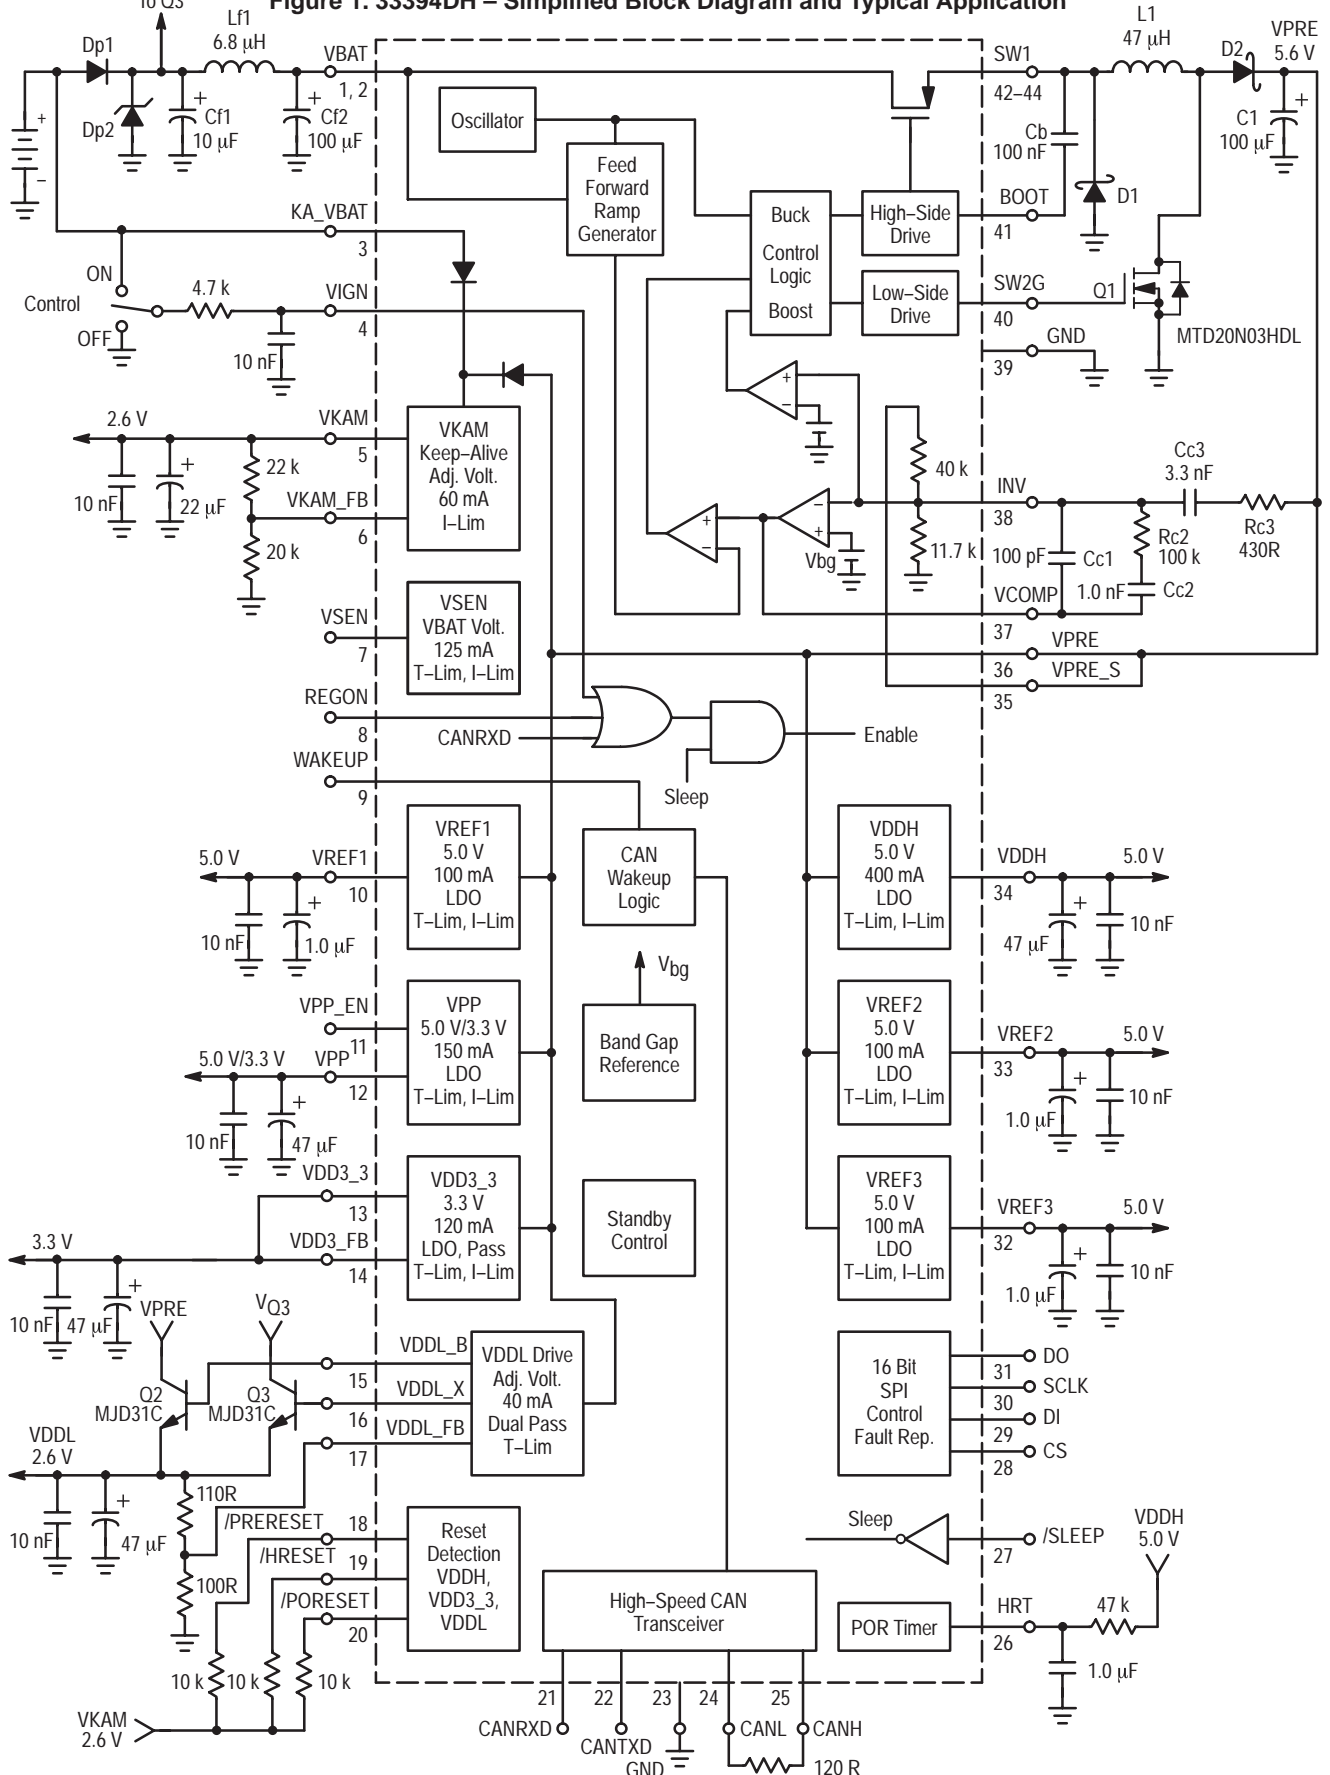 Figure 1. 33394DH – Simplified Block Diagram and Typical Application
To Q3
Dp1
Lf1
6.8 μH
VBAT
1, 2
Dp2
+
Cf1
10 μF
+
Cf2
100 μF
+
–
KA_VBAT
3
ON
Control
OFF
4.7 k
VIGN
4
10 nF
2.6 V
VKAM
5
10 nF
+
22 μF
22 k
VKAM_FB
6
20 k
VSEN
7
REGON
8
CANRXD
WAKEUP
9
5.0 V
VREF1
10
10 nF
+
1.0 μF
VPP_EN
11
5.0 V/3.3 V
VPP
12
10 nF
+
47 μF
VDD3_3
13
3.3 V
VDD3_FB
14
10 nF
+
47 μF
VPRE
VQ3
Q2
MJD31C
Q3
MJD31C
VDDL_B
15
VDDL_X
16
VDDL_FB
17
VDDL
2.6 V
10 nF
+
47 μF
110R
100R
/PRERESET
18
/HRESET
19
/PORESET
20
10 k
10 k
10 k
VKAM
2.6 V
Oscillator
Feed
Forward
Ramp
Generator
Buck
Control
Logic
Boost
High–Side
Drive
Low–Side
Drive
VKAM
Keep–Alive
Adj. Volt.
60 mA
I–Lim
+
–
+
–
–
+
Vbg
40 k
11.7 k
VSEN
VBAT Volt.
125 mA
T–Lim, I–Lim
Sleep
Enable
VREF1
5.0 V
100 mA
LDO
T–Lim, I–Lim
CAN
Wakeup
Logic
VDDH
5.0 V
400 mA
LDO
T–Lim, I–Lim
Vbg
VPP
5.0 V/3.3 V
150 mA
LDO
T–Lim, I–Lim
Band Gap
Reference
VREF2
5.0 V
100 mA
LDO
T–Lim, I–Lim
VDD3_3
3.3 V
120 mA
LDO, Pass
T–Lim, I–Lim
Standby
Control
VREF3
5.0 V
100 mA
LDO
T–Lim, I–Lim
VDDL Drive
Adj. Volt.
40 mA
Dual Pass
T–Lim
16 Bit
SPI
Control
Fault Rep.
Reset
Detection
VDDH,
VDD3_3,
VDDL
Sleep
High–Speed CAN
Transceiver
POR Timer
SW1
42–44
L1
47 μH
D2
VPRE
5.6 V
Cb
100 nF
+
C1
100 μF
BOOT
41
D1
SW2G
40
Q1
MTD20N03HDL
GND
39
INV
38
Cc3
3.3 nF
Rc3
430R
100 pF
Cc1
Rc2
100 k
1.0 nF
Cc2
VCOMP
37
VPRE
36
VPRE_S
35
VDDH
34
5.0 V
+
47 μF
10 nF
VREF2
33
5.0 V
+
1.0 μF
10 nF
VREF3
32
5.0 V
+
1.0 μF
10 nF
DO
31
SCLK
30
DI
29
CS
28
/SLEEP
27
VDDH
5.0 V
HRT
26
47 k
1.0 μF
21
22
23
24
25
CANRXD
CANTXD
GND
CANL
CANH
120 R